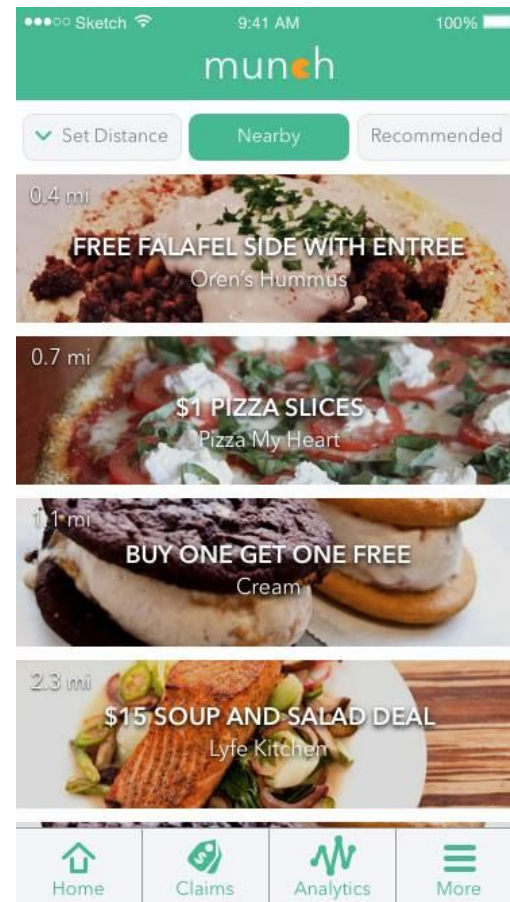 Sketch 9:41 AM 100%
munch
Set Distance Nearby Recommended
0.4 mi
FREE FALAFEL SIDE WITH ENTREE
Oren's Hummus
0.7 mi
$1 PIZZA SLICES
Pizza My Heart
1.1 mi
BUY ONE GET ONE FREE
Cream
2.3 mi
$15 SOUP AND SALAD DEAL
Lyfe Kitchen
$
Home Claims Analytics More